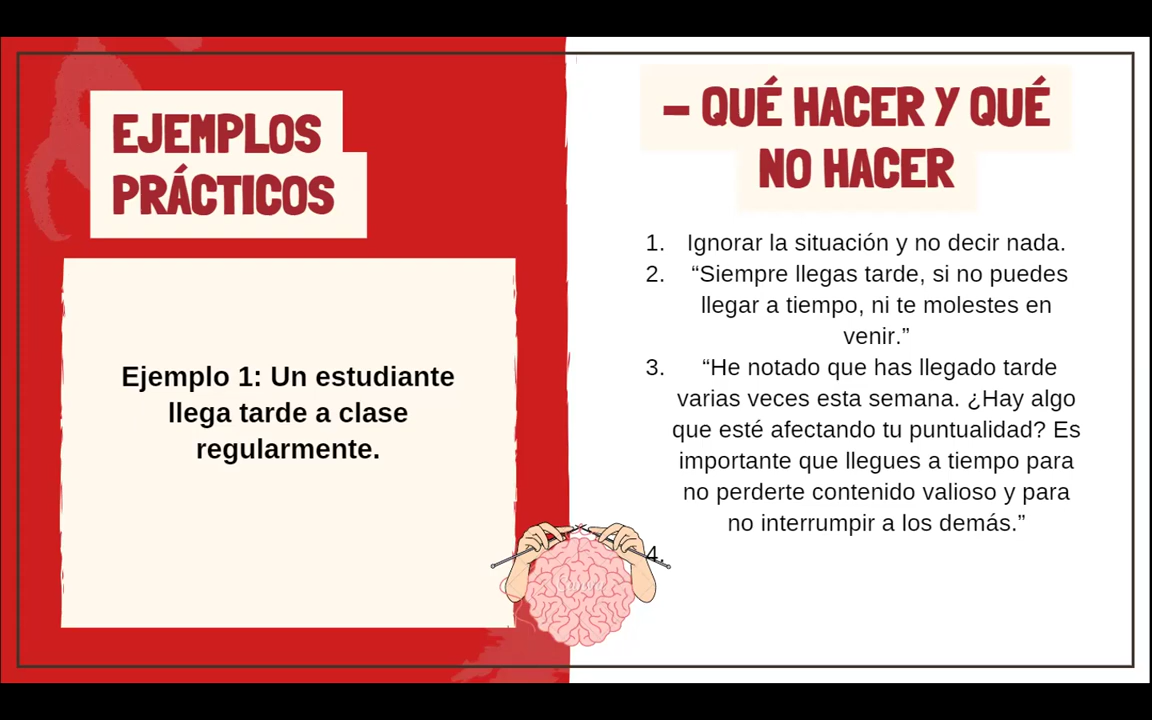 EJEMPLOS
PRÁCTICOS
Ejemplo 1: Un estudiante
llega tarde a clase
regularmente.
– QUÉ HACER Y QUÉ
NO HACER
1. Ignorar la situación y no decir nada.
2. “Siempre llegas tarde, si no puedes
llegar a tiempo, ni te molestes en
venir.”
3. “He notado que has llegado tarde
varias veces esta semana. ¿Hay algo
que esté afectando tu puntualidad? Es
importante que llegues a tiempo para
no perderte contenido valioso y para
no interrumpir a los demás.”
4.